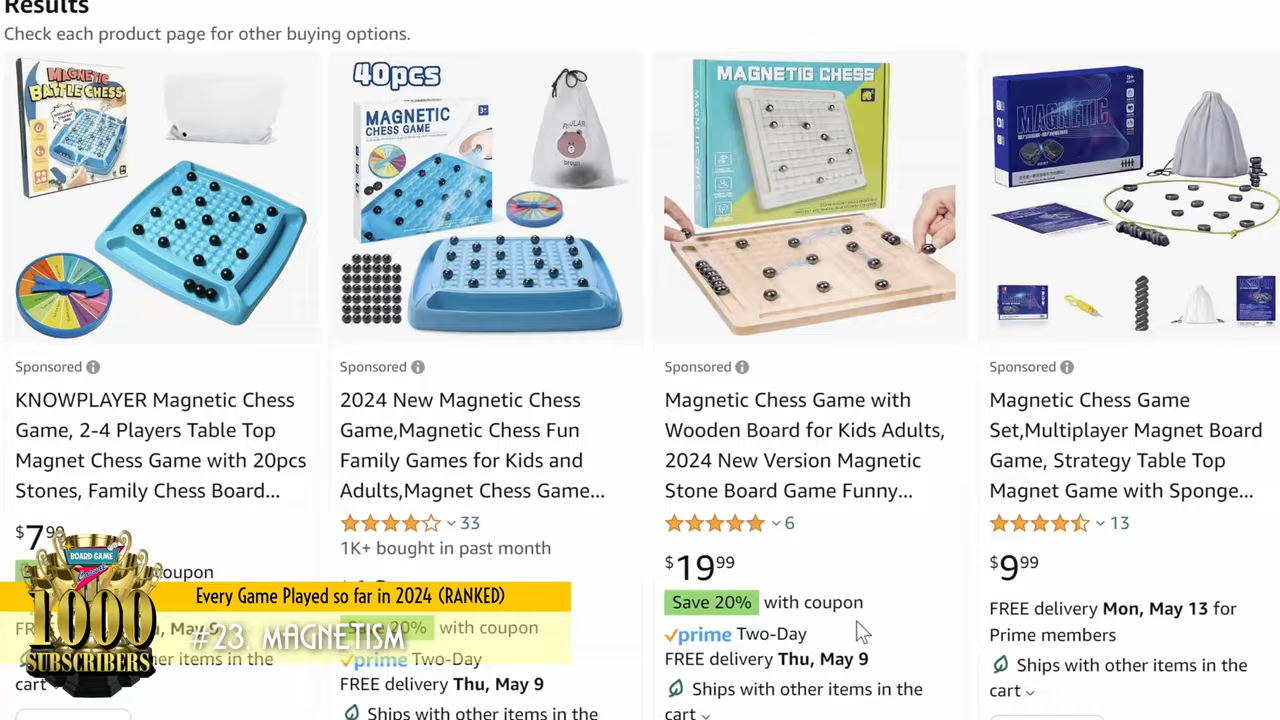 Results
Check each product page for other buying options.
MAGNETIC
BATTLE CHESS
40pcs
MAGNETIC
CHESS GAME
3+
POPULAR
brown
MAGNETIG CHESS
MAGNETIC CHESS
MAGNETIC
Sponsored
KNOWPLAYER Magnetic Chess
Game, 2-4 Players Table Top
Magnet Chess Game with 20pcs
Stones, Family Chess Board...
$7
Sponsored
2024 New Magnetic Chess
Game,Magnetic Chess Fun
Family Games for Kids and
Adults,Magnet Chess Game...
33
1K+ bought in past month
Save 20% with coupon
prime Two-Day
FREE delivery Thu, May 9
Ships with other items in the
Sponsored
Magnetic Chess Game with
Wooden Board for Kids Adults,
2024 New Version Magnetic
Stone Board Game Funny...
6
$19 99
Save 20% with coupon
prime Two-Day
FREE delivery Thu, May 9
Ships with other items in the
cart
Sponsored
Magnetic Chess Game
Set,Multiplayer Magnet Board
Game, Strategy Table Top
Magnet Game with Sponge...
13
$9 99
FREE delivery Mon, May 13 for
Prime members
Ships with other items in the
cart
BOARD GAME
1000
SUBSCRIBERS
Every Game Played so far in 2024 (RANKED)
#23 MAGNETISM